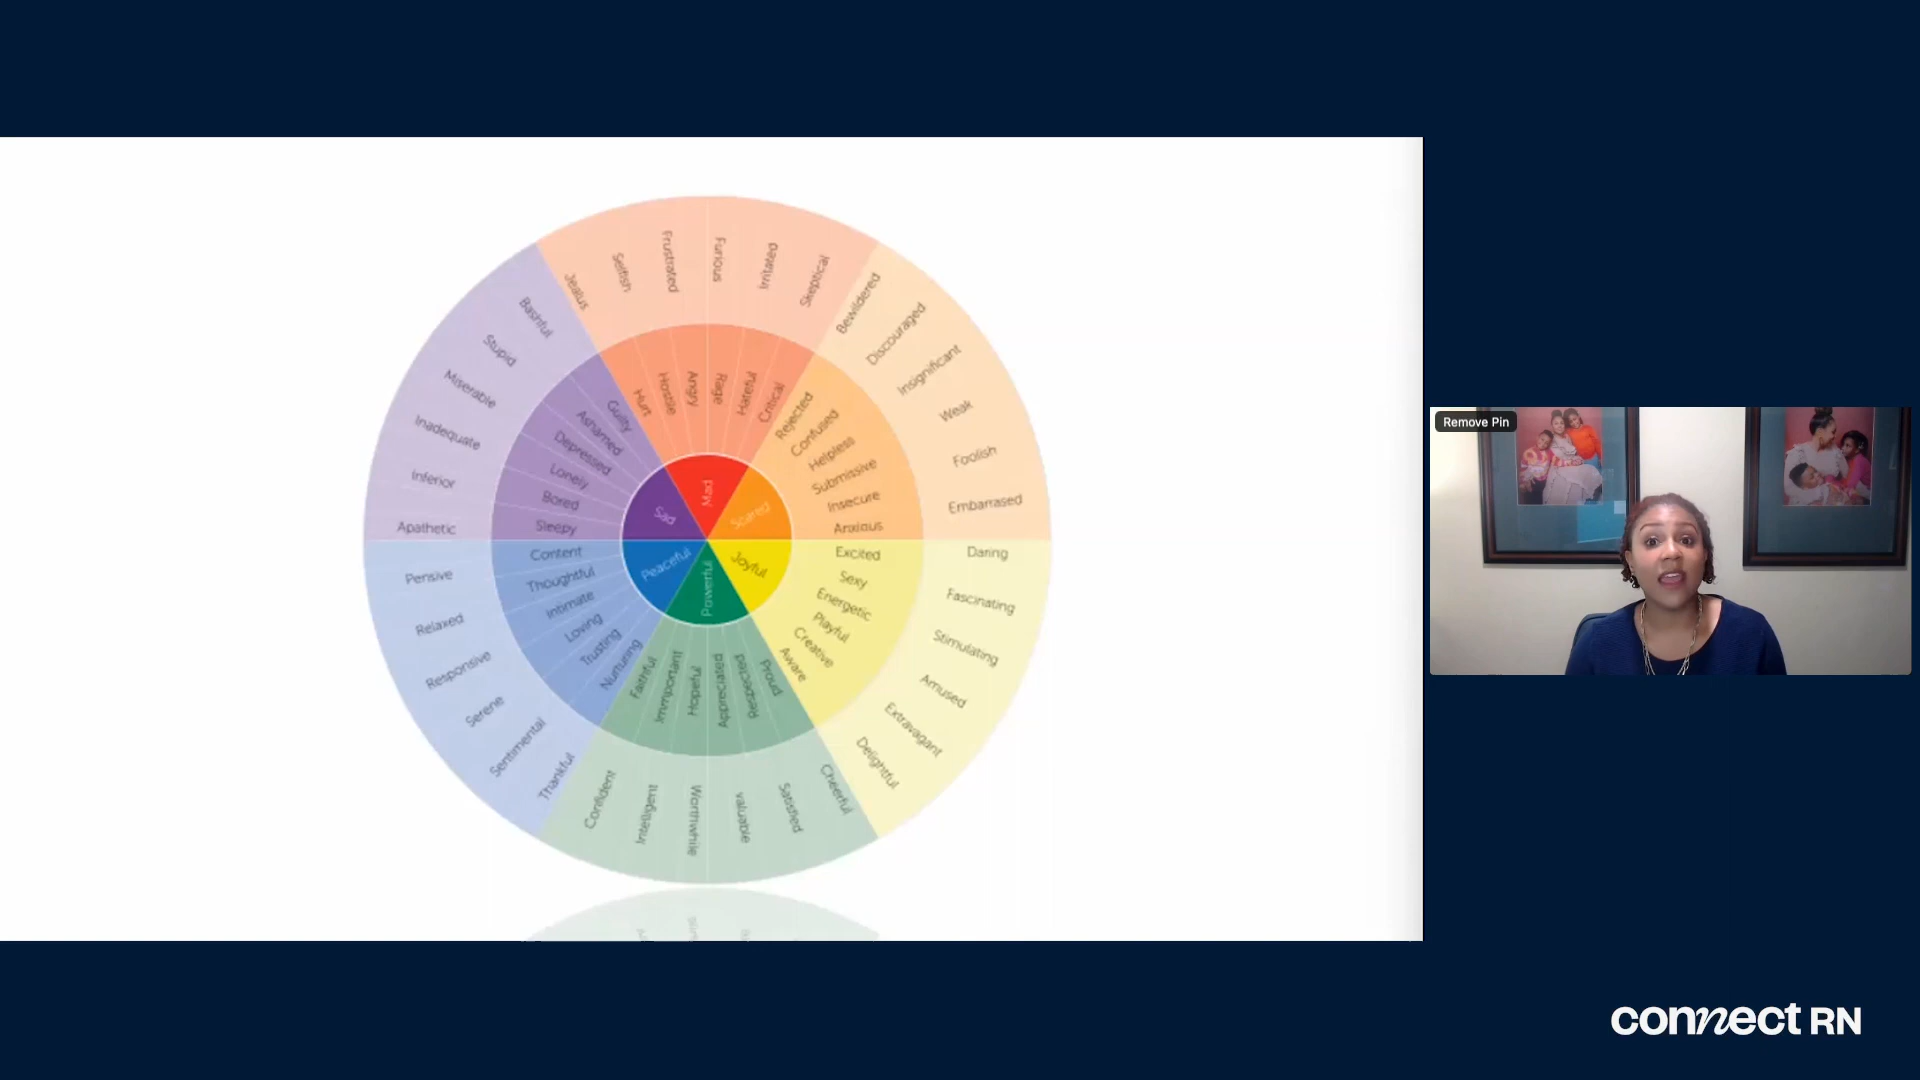 Mad
Scared
Joyful
Powerful
Peaceful
Sad
Hurt
Hostile
Angry
Rage
Hateful
Critical
Rejected
Confused
Helpless
Submissive
Insecure
Anxious
Excited
Sexy
Energetic
Playful
Creative
Aware
Proud
Respected
Appreciated
Hopeful
Immportant
Faithful
Nurturing
Trusting
Loving
Intimate
Thoughtful
Content
Sleepy
Bored
Lonely
Depressed
Ashamed
Guilty
Jealus
Selfish
Frustrated
Furious
Irritated
Skeptical
Bewildered
Discouraged
Insignificant
Weak
Foolish
Embarrased
Daring
Fascinating
Stimulating
Amused
Extravagant
Delightful
Cheerful
Satisfied
valuable
Worthwhile
Intelligent
Confident
Thankful
Sentimental
Serene
Responsive
Relaxed
Pensive
Apathetic
Inferior
Inadequate
Miserable
Stupid
Bashful
Remove Pin
connect RN